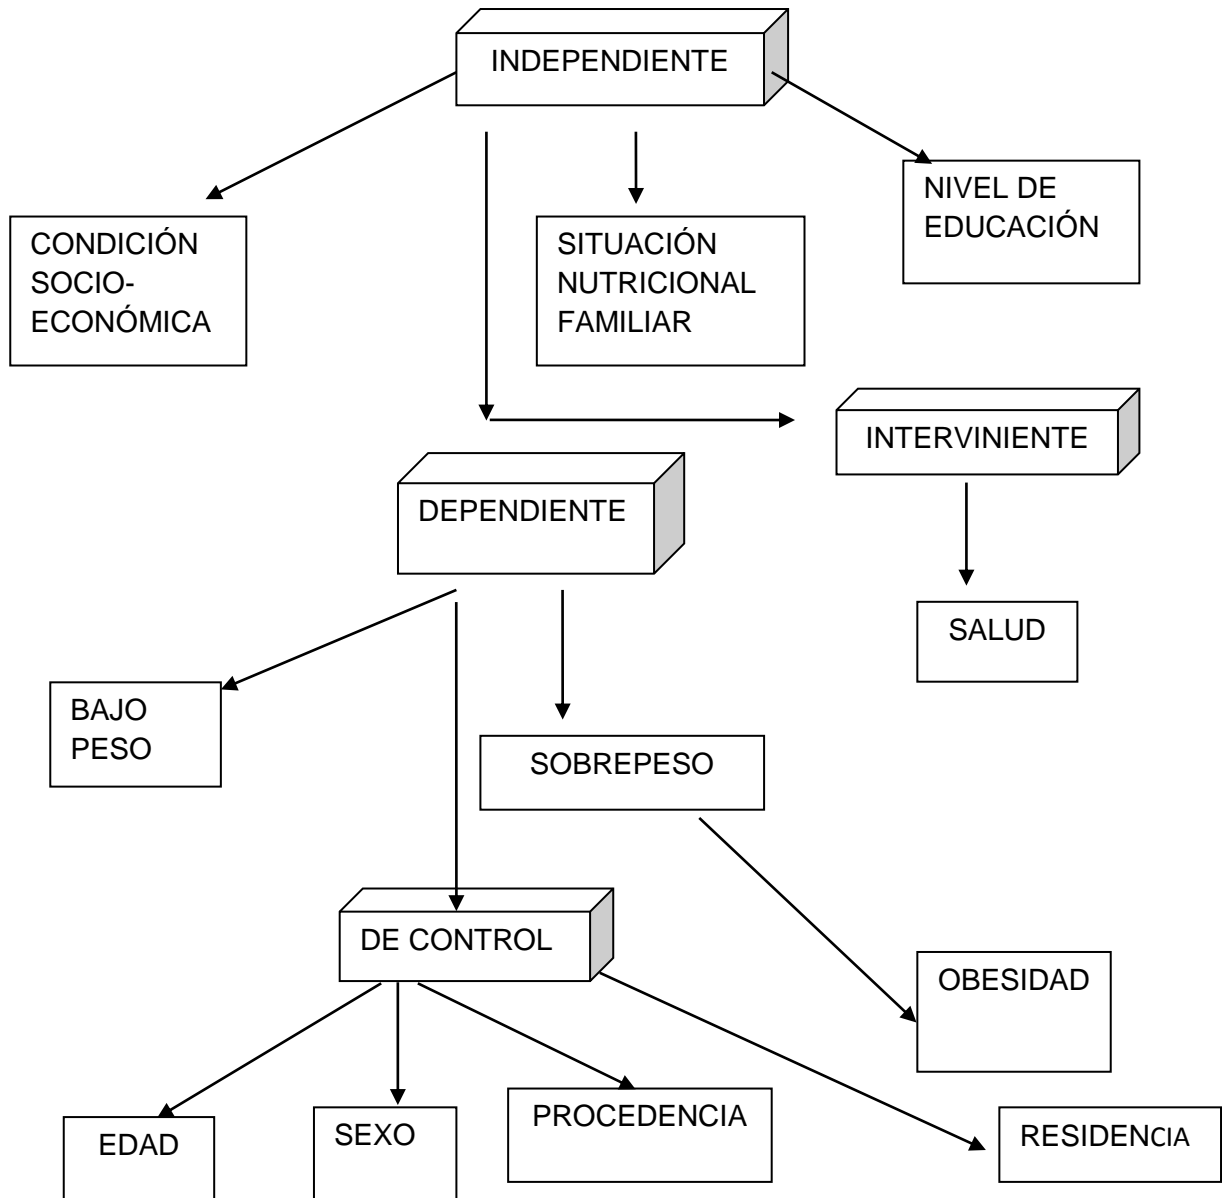 INDEPENDIENTE
NIVEL DE
EDUCACIÓN
CONDICIÓN
SOCIO-
ECONÓMICA
SITUACIÓN
NUTRICIONAL
FAMILIAR
INTERVINIENTE
DEPENDIENTE
SALUD
BAJO
PESO
SOBREPESO
DE CONTROL
OBESIDAD
EDAD
SEXO
PROCEDENCIA
RESIDENCIA